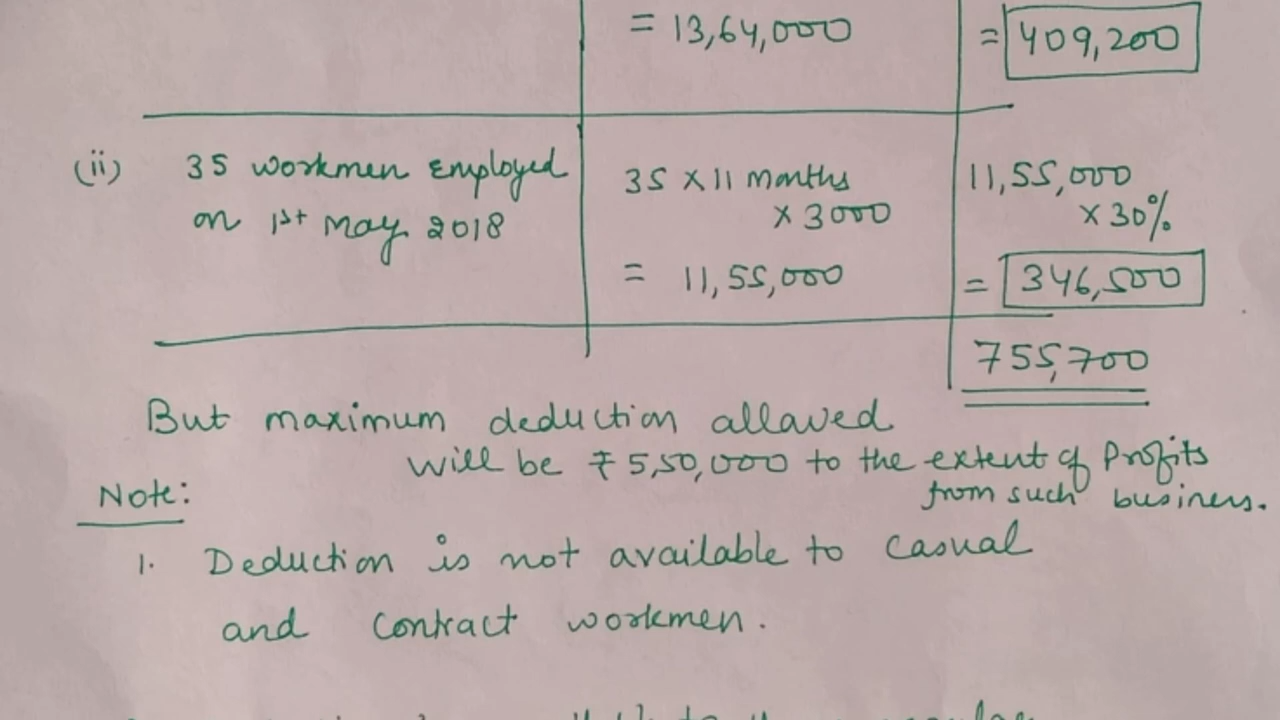 = 13,64,000 = 409,200
(ii) 35 workmen Employed 35 x 11 months 11,55,000
on 1st May 2018 x 3000 x 30%
= 11,55,000 = 346,500
755,700
But maximum deduction allowed
will be ₹ 5,50,000 to the extent of Profits
from such business.
Note:
1. Deduction is not available to casual
and contract workmen.